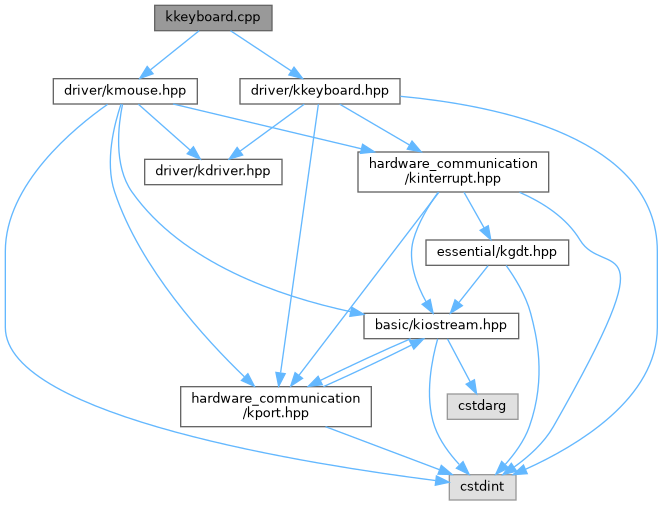 kkeyboard.cpp
driver/kmouse.hpp
driver/kkeyboard.hpp
driver/kdriver.hpp
hardware_communication
/kinterrupt.hpp
essential/kgdt.hpp
basic/kiostream.hpp
hardware_communication
/kport.hpp
cstdarg
cstdint